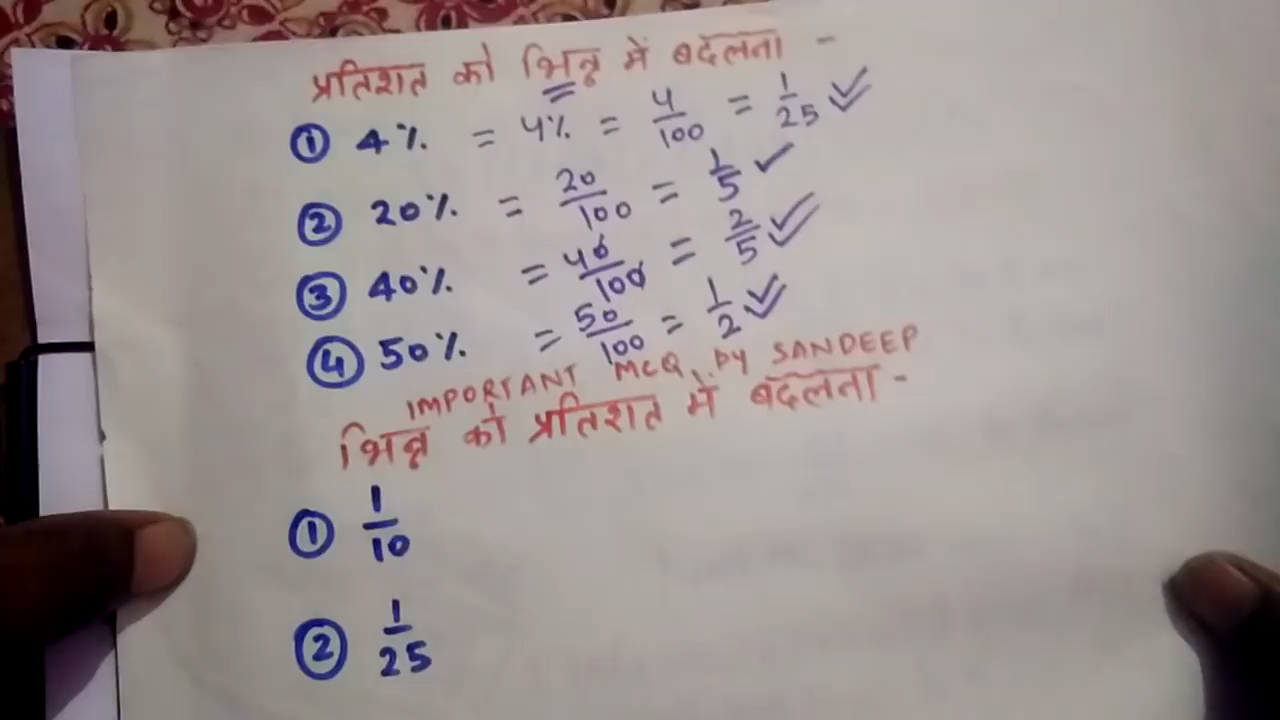 प्रतिशत को भिन्न में बदलना -
① 4% = 4% = 4/100 = 1/25 ✓✓
② 20% = 20/100 = 1/5 ✓
③ 40% = 40/100 = 2/5 ✓✓
④ 50% = 50/100 = 1/2 ✓✓
IMPORTANT MCQ By SANDEEP
भिन्न को प्रतिशत में बदलना -
① 1/10
② 1/25